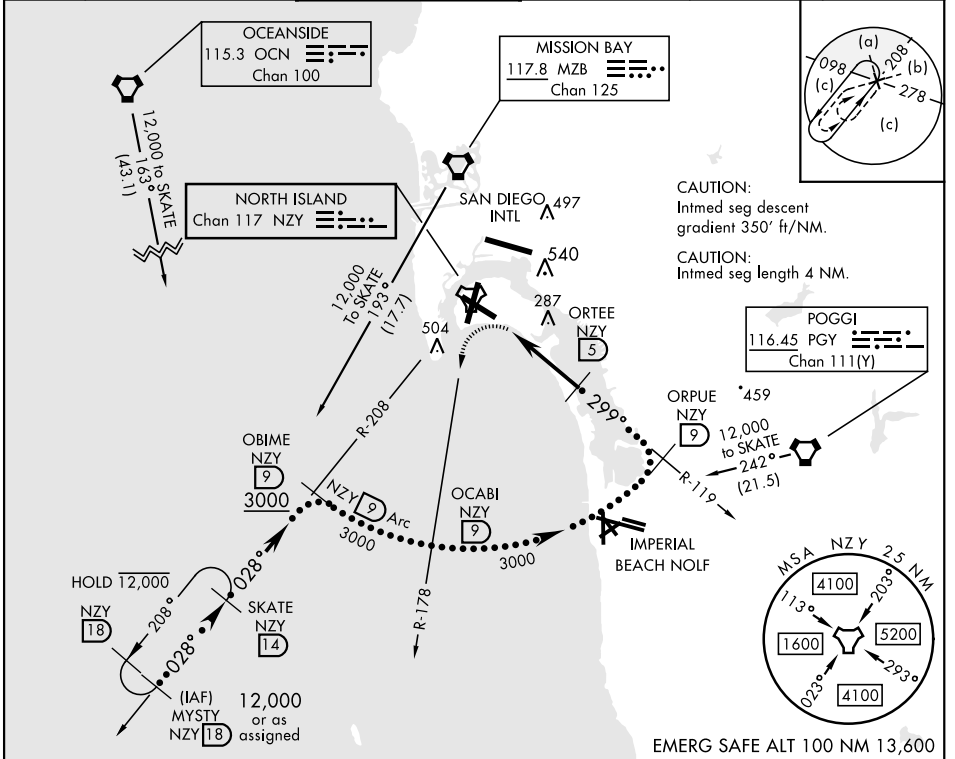 OCEANSIDE
115.3 OCN
Chan 100
MISSION BAY
117.8 MZB
Chan 125
(a)
208
098
(b)
(c)
278
(c)
12,000 to SKATE
163°
(43.1)
NORTH ISLAND
Chan 117 NZY
SAN DIEGO
INTL
497
540
287
504
CAUTION:
Intmed seg descent
gradient 350' ft/NM.
CAUTION:
Intmed seg length 4 NM.
12,000
To SKATE
193°
(17.7)
ORTEE
NZY
5
POGGI
116.45 PGY
Chan 111(Y)
299°
ORPUE
NZY
9
459
12,000
to SKATE
242°
(21.5)
R-119
R-208
OBIME
NZY
9
3000
NZY 9 Arc
3000
OCABI
NZY
9
3000
IMPERIAL
BEACH NOLF
R-178
HOLD 12,000
208°
028°
028°
NZY
18
SKATE
NZY
14
(IAF)
MYSTY
NZY 18
12,000
or as
assigned
MSA NZY 25 NM
4100
113°
203°
1600
5200
023°
293°
4100
EMERG SAFE ALT 100 NM 13,600